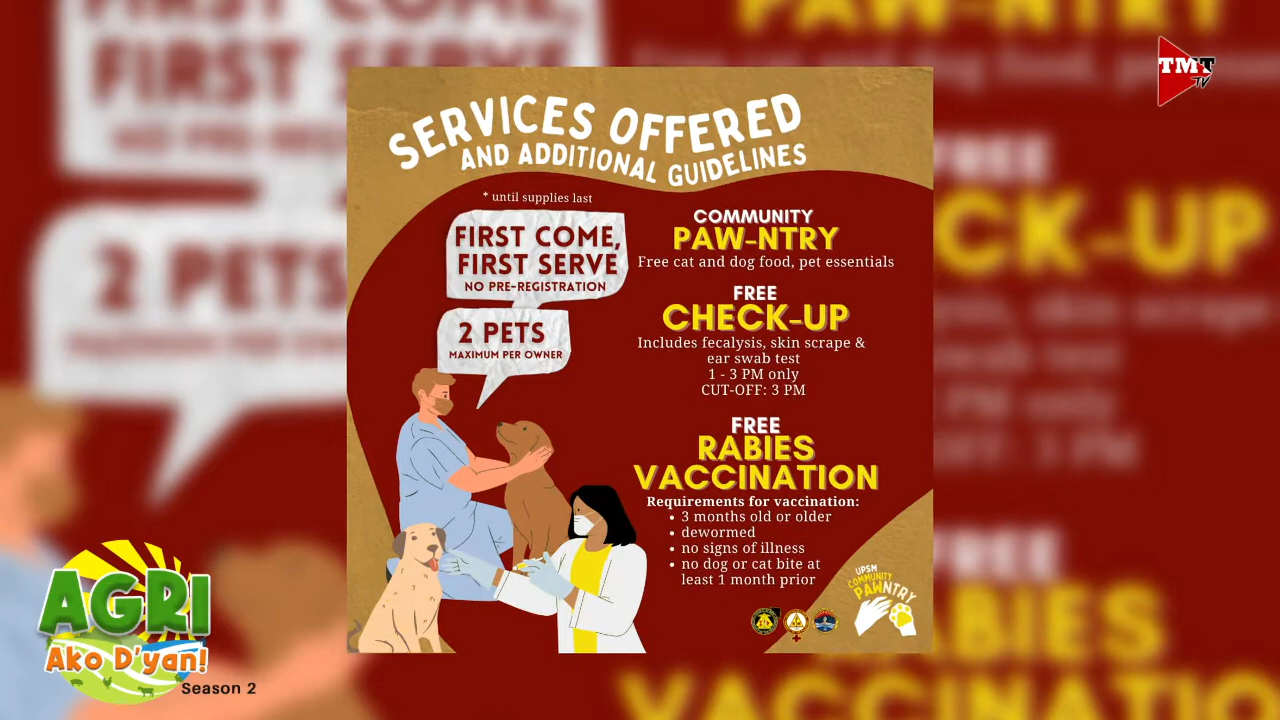 SERVICES OFFERED
AND ADDITIONAL GUIDELINES
* until supplies last
FIRST COME,
FIRST SERVE
NO PRE-REGISTRATION
2 PETS
MAXIMUM PER OWNER
COMMUNITY
PAW-NTRY
Free cat and dog food, pet essentials
FREE
CHECK-UP
Includes fecalysis, skin scrape &
ear swab test
1 - 3 PM only
CUT-OFF: 3 PM
FREE
RABIES
VACCINATION
Requirements for vaccination:
• 3 months old or older
• dewormed
• no signs of illness
• no dog or cat bite at
least 1 month prior
UPSM
COMMUNITY
PAWNTRY
TMT
TV
AGRI
Ako D'yan!
Season 2